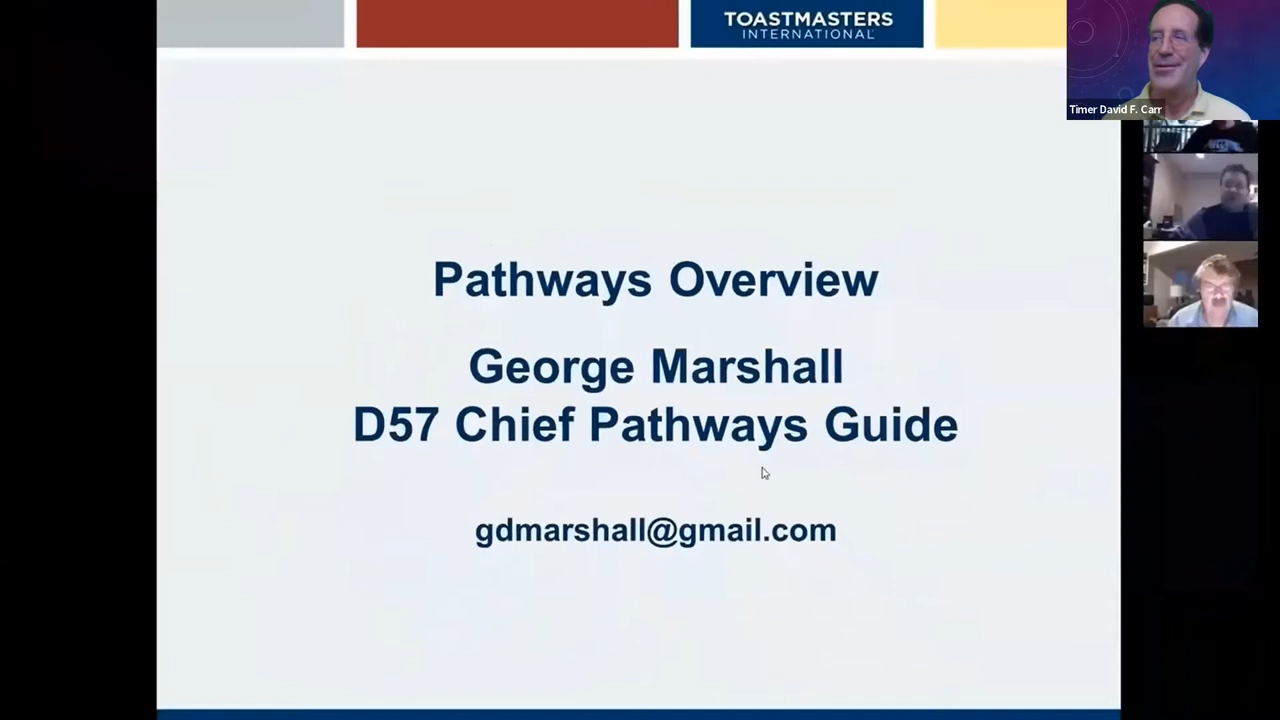 TOASTMASTERS
INTERNATIONAL
Timer David F. Carr
Pathways Overview
George Marshall
D57 Chief Pathways Guide
gdmarshall@gmail.com